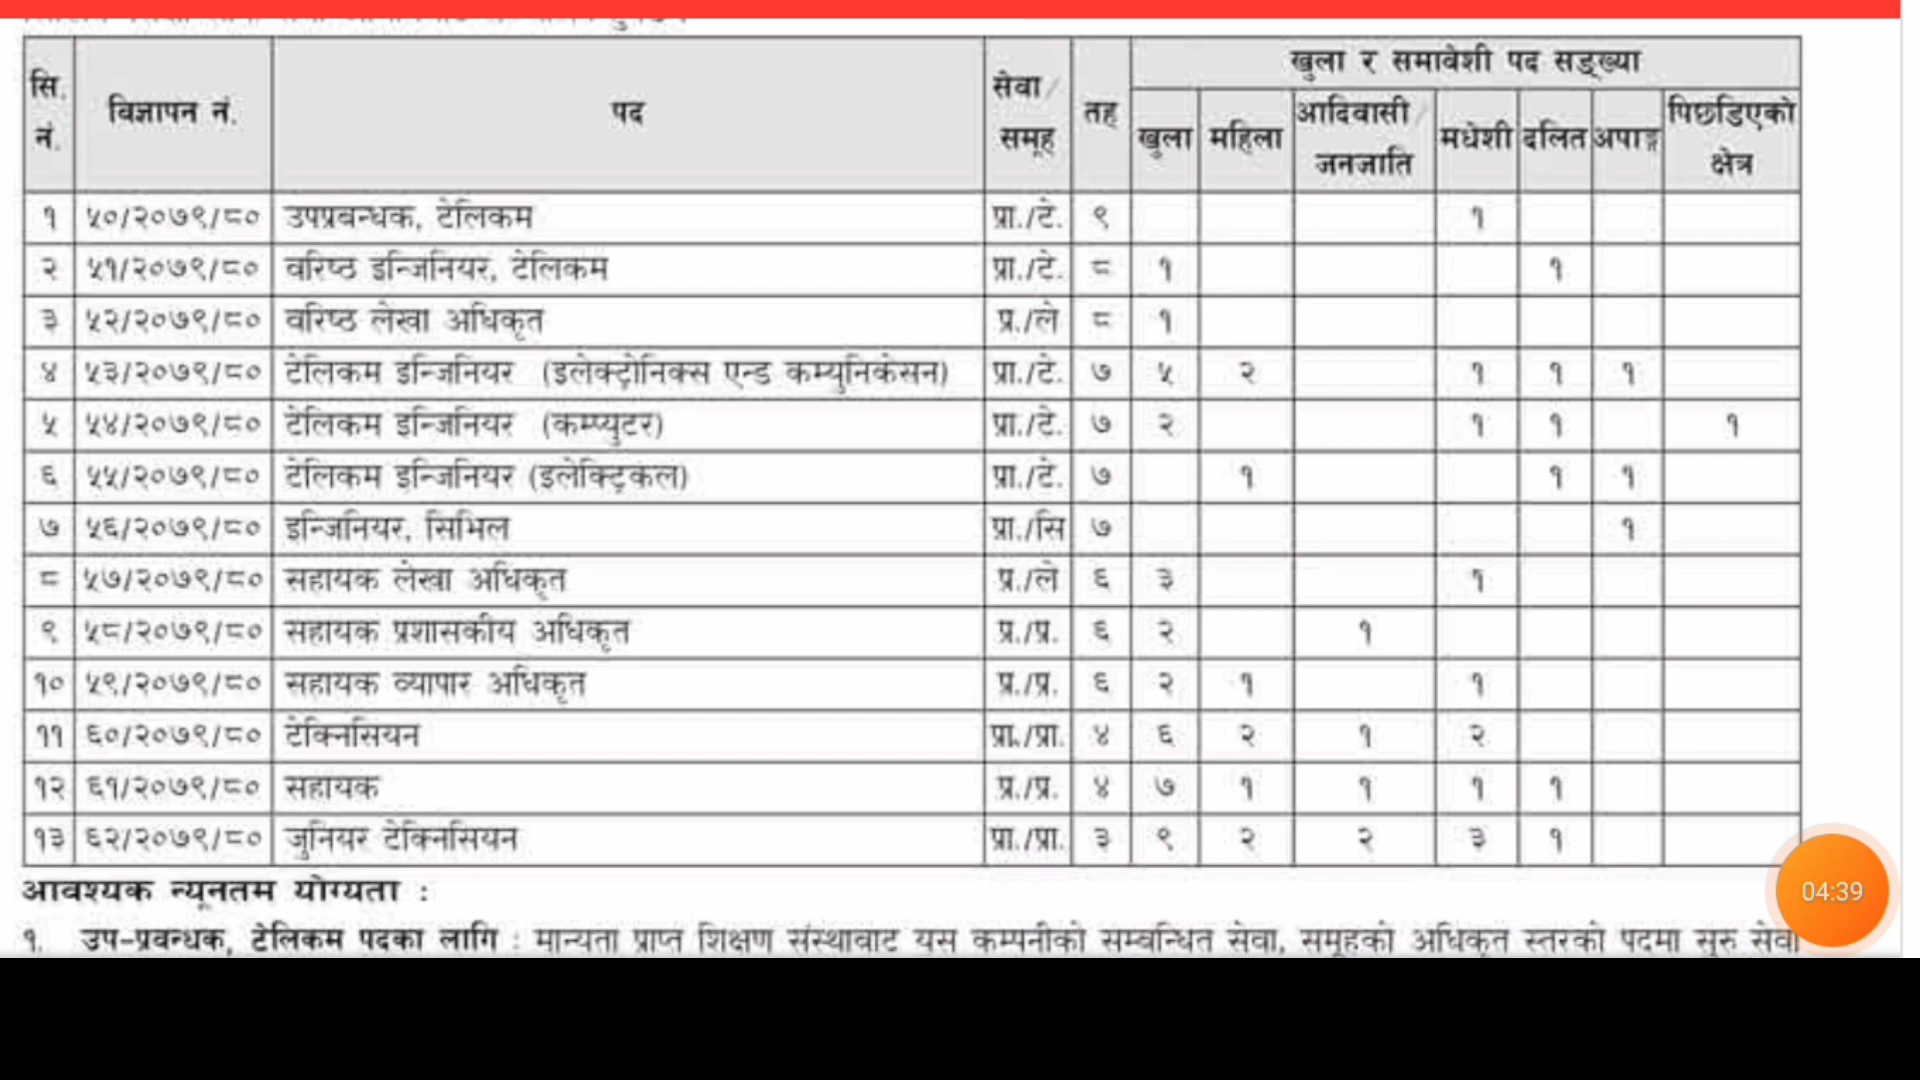 खुला र समावेशी पद सङ्ख्या
सि. नं. विज्ञापन नं. पद सेवा/ समूह तह खुला महिला आदिवासी/ जनजाति मधेशी दलित अपाङ्ग पिछडिएको क्षेत्र
१ ५०/२०७९/८० उपप्रबन्धक, टेलिकम प्रा./टे. ९ १
२ ५१/२०७९/८० वरिष्ठ इन्जिनियर, टेलिकम प्रा./टे. ८ १ १
३ ५२/२०७९/८० वरिष्ठ लेखा अधिकृत प्र./ले ८ १
४ ५३/२०७९/८० टेलिकम इन्जिनियर (इलेक्ट्रोनिक्स एन्ड कम्युनिकेसन) प्रा./टे. ७ ५ २ १ १ १
५ ५४/२०७९/८० टेलिकम इन्जिनियर (कम्प्युटर) प्रा./टे. ७ २ १ १ १
६ ५५/२०७९/८० टेलिकम इन्जिनियर (इलेक्ट्रिकल) प्रा./टे. ७ १ १ १
७ ५६/२०७९/८० इन्जिनियर, सिभिल प्रा./सि ७ १
८ ५७/२०७९/८० सहायक लेखा अधिकृत प्र./ले ६ ३ १
९ ५८/२०७९/८० सहायक प्रशासकीय अधिकृत प्र./प्र. ६ २ १
१० ५९/२०७९/८० सहायक व्यापार अधिकृत प्र./प्र. ६ २ १ १
११ ६०/२०७९/८० टेक्निसियन प्रा./प्रा. ४ ६ २ १ २
१२ ६१/२०७९/८० सहायक प्र./प्र. ४ ७ १ १ १ १
१३ ६२/२०७९/८० जुनियर टेक्निसियन प्रा./प्रा. ३ ९ २ २ ३ १
आवश्यक न्यूनतम योग्यता :
04:39
१. उप-प्रबन्धक, टेलिकम पदका लागि : मान्यता प्राप्त शिक्षण संस्थाबाट यस कम्पनीको सम्बन्धित सेवा, समूहको अधिकृत स्तरको पदमा सुरु सेवा